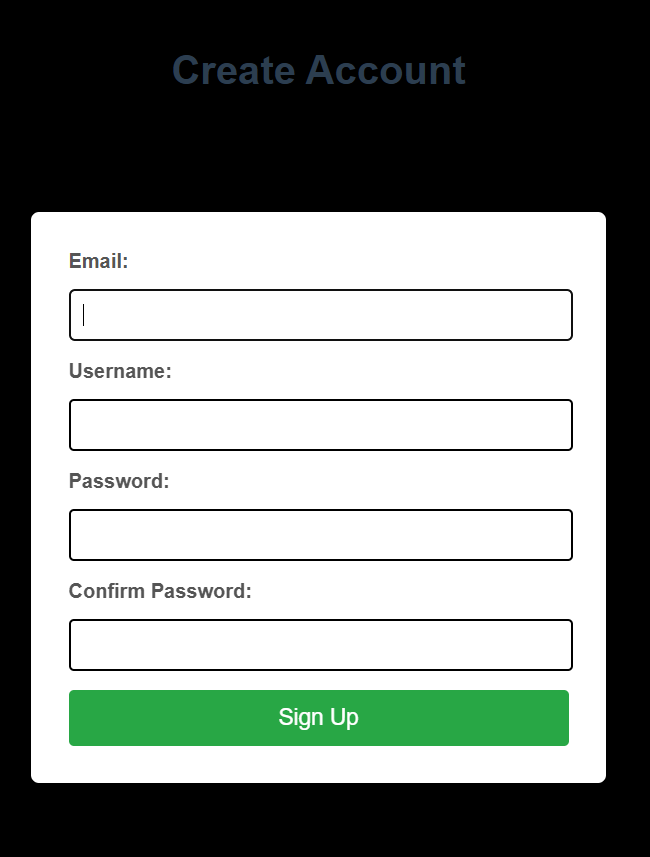 Create Account
Email:
Username:
Password:
Confirm Password:
Sign Up